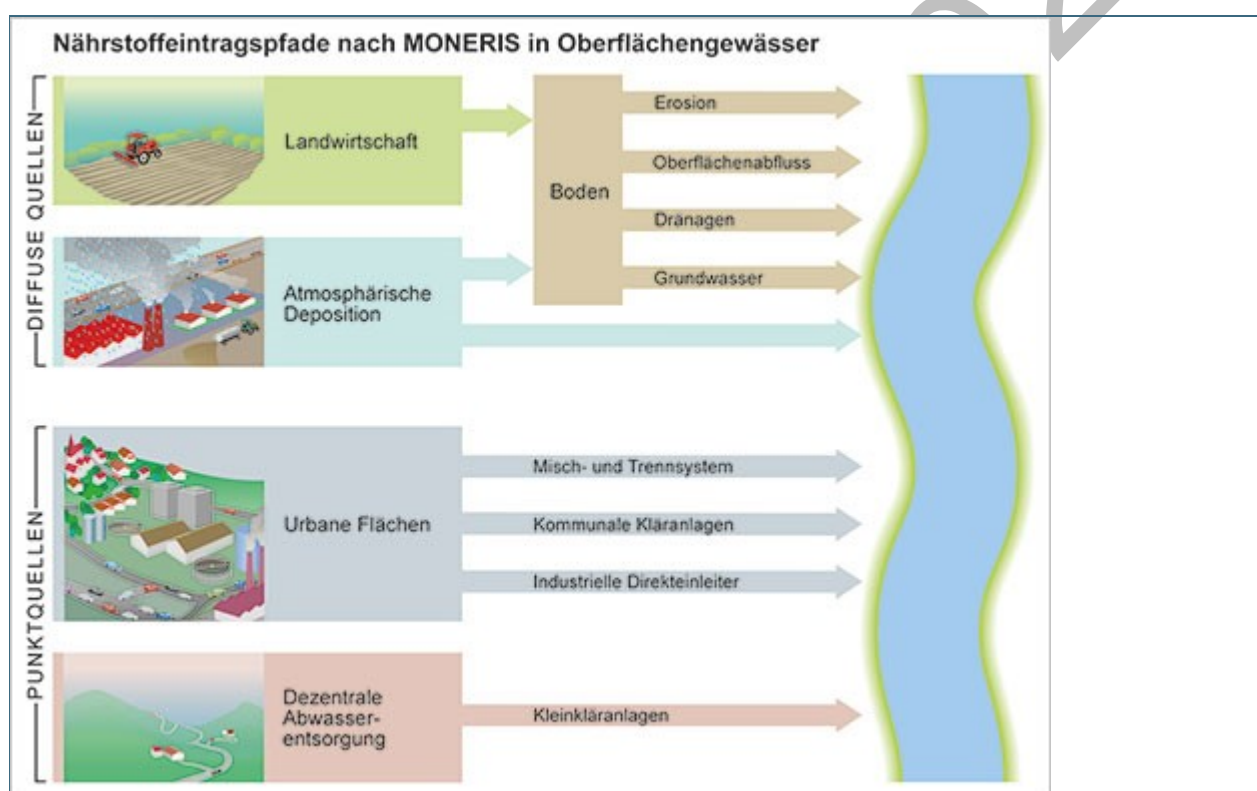 Nährstoffeintragspfade nach MONERIS in Oberflächengewässer
DIFFUSE QUELLEN
Landwirtschaft
Atmosphärische
Deposition
Boden
Erosion
Oberflächenabfluss
Dränagen
Grundwasser
PUNKTQUELLEN
Urbane Flächen
Misch- und Trennsystem
Kommunale Kläranlagen
Industrielle Direkteinleiter
Dezentrale
Abwasser-
entsorgung
Kleinkläranlagen